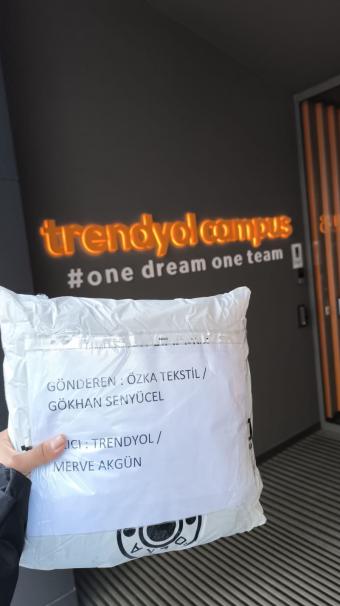 trendyol campus
#one dream one team
GÖNDEREN : ÖZKA TEKSTİL /
GÖKHAN SENYÜCEL
: TRENDYOL /
MERVE AKGÜN